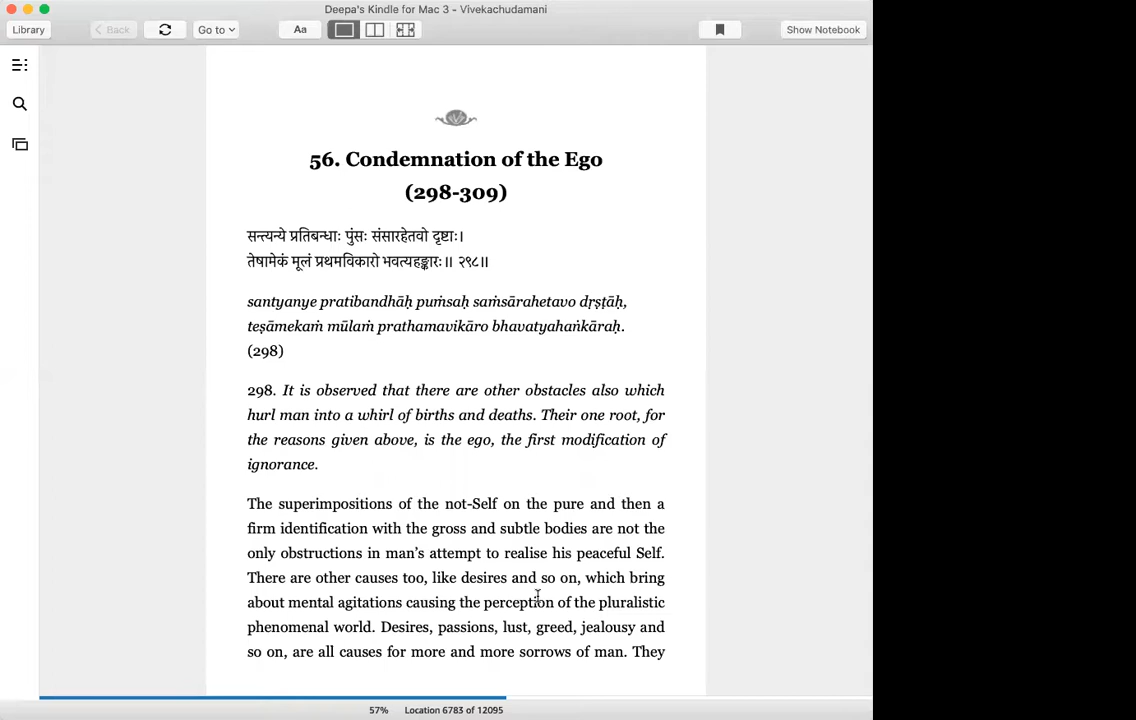 Deepa's Kindle for Mac 3 - Vivekachudamani
Library
Back
Go to
Aa
Show Notebook
56. Condemnation of the Ego
(298-309)
सन्त्यन्ये प्रतिबन्धाः पुंसः संसारहेतवो दृष्टाः।
तेषामेकं मूलं प्रथमविकारो भवत्यहङ्कारः॥ २९८॥
santyanye pratibandhāḥ puṁsaḥ saṁsārahetavo dṛṣṭāḥ,
teṣāmekaṁ mūlaṁ prathamavikāro bhavatyahaṅkāraḥ.
(298)
298. It is observed that there are other obstacles also which
hurl man into a whirl of births and deaths. Their one root, for
the reasons given above, is the ego, the first modification of
ignorance.
The superimpositions of the not-Self on the pure and then a
firm identification with the gross and subtle bodies are not the
only obstructions in man's attempt to realise his peaceful Self.
There are other causes too, like desires and so on, which bring
about mental agitations causing the perception of the pluralistic
phenomenal world. Desires, passions, lust, greed, jealousy and
so on, are all causes for more and more sorrows of man. They
57%
Location 6783 of 12095